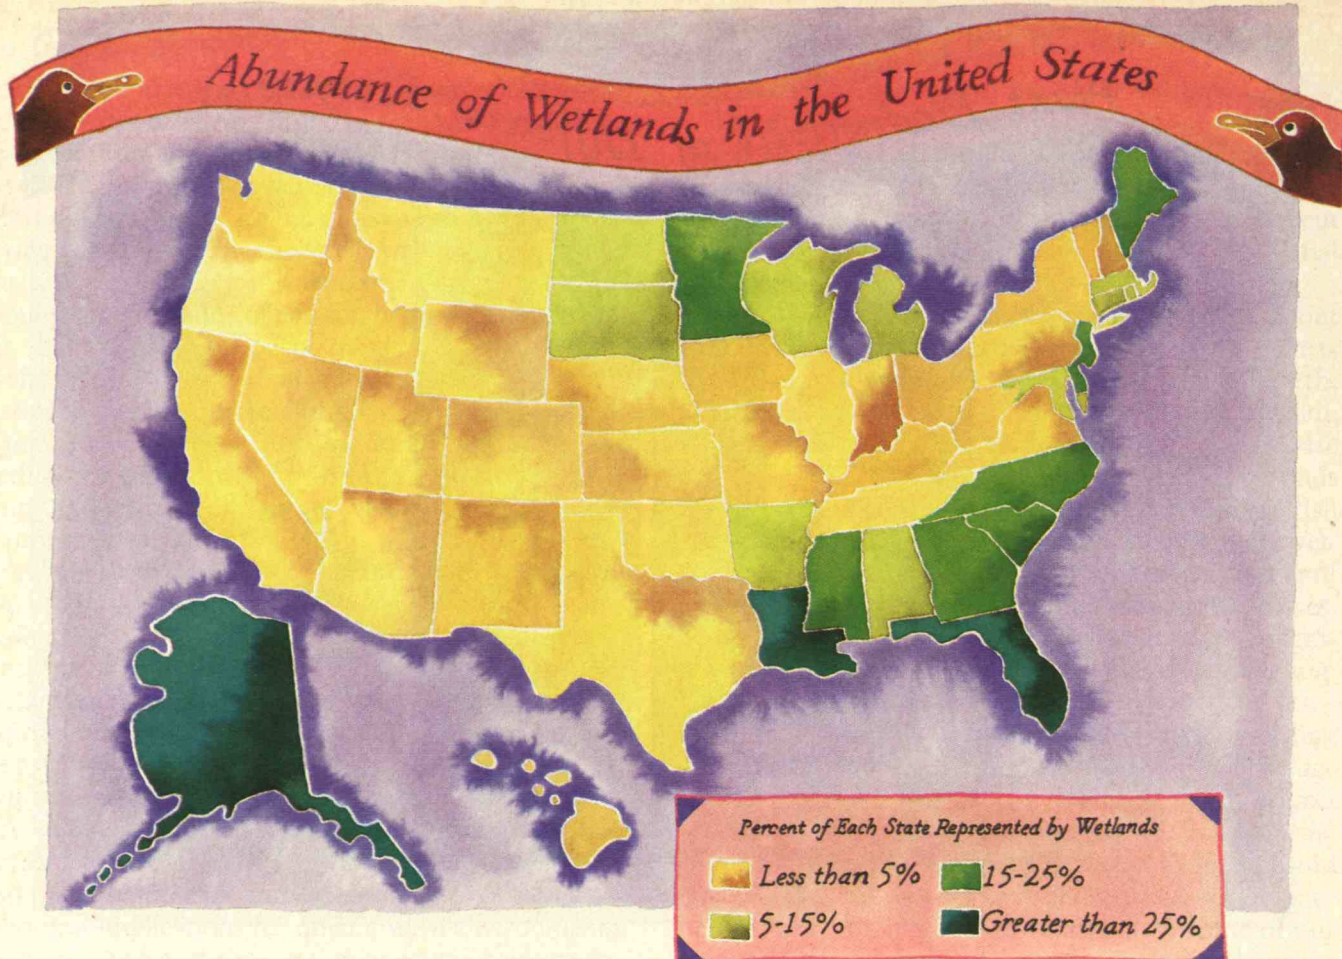 Abundance of Wetlands in the United States
Percent of Each State Represented by Wetlands
Less than 5%
15-25%
5-15%
Greater than 25%